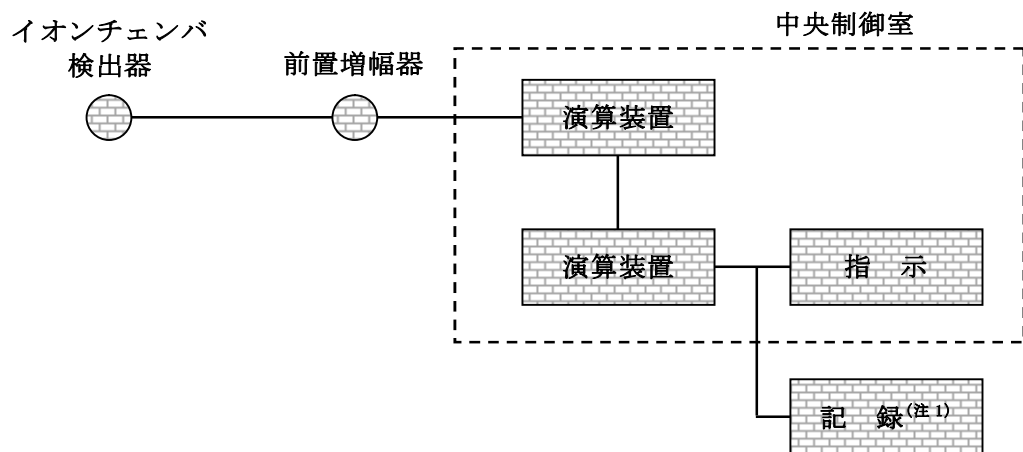 中央制御室
イオンチェンバ
検出器
前置増幅器
演算装置
演算装置
指　示
記　録(注1)